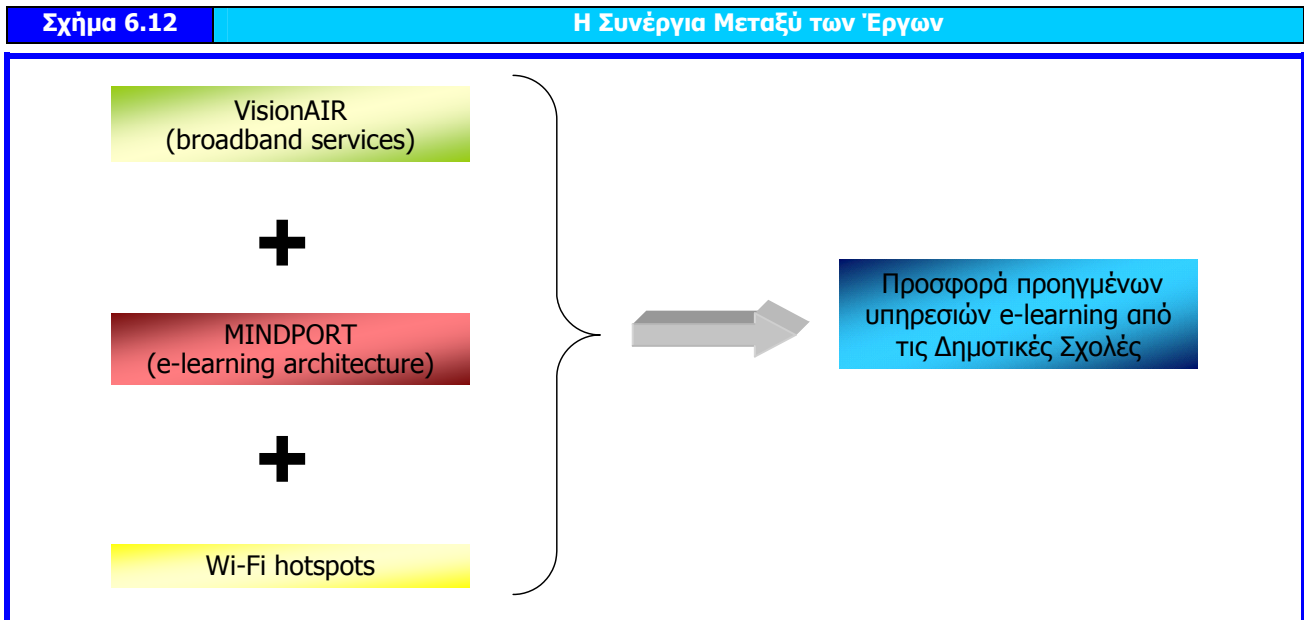 Σχήμα 6.12
Η Συνέργια Μεταξύ των Έργων
VisionAIR
(broadband services)
+
MINDPORT
(e-learning architecture)
+
Wi-Fi hotspots
Προσφορά προηγμένων
υπηρεσιών e-learning από
τις Δημοτικές Σχολές